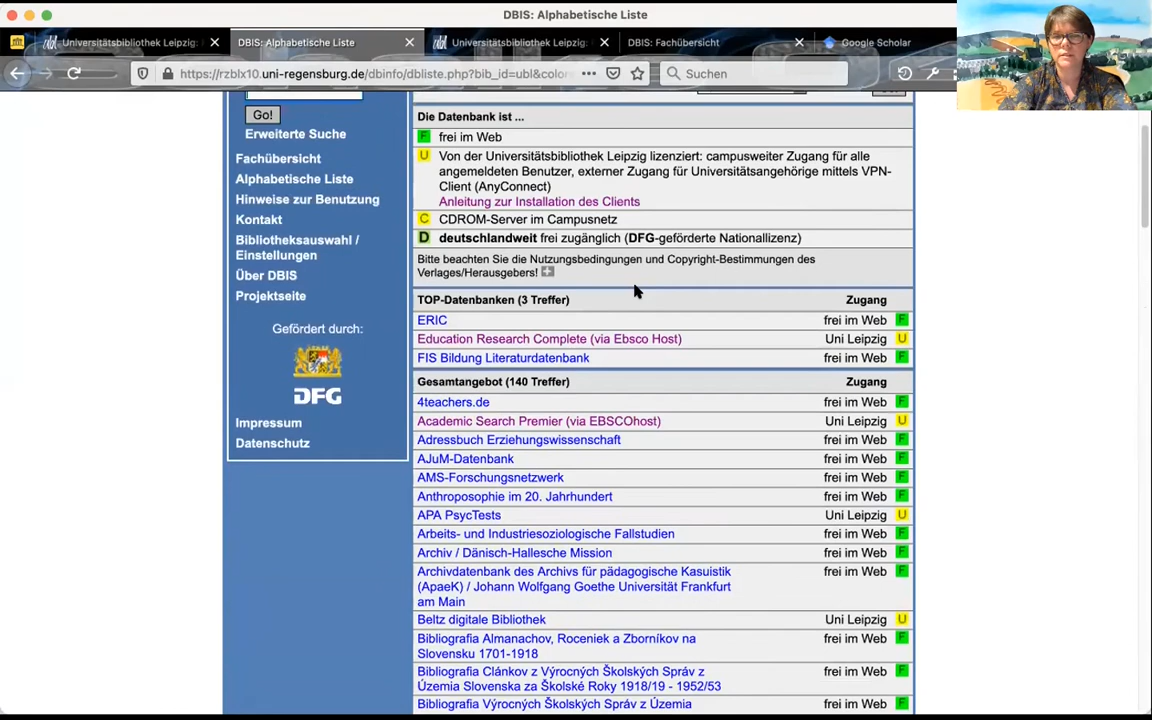 DBIS: Alphabetische Liste
Universitätsbibliothek Leipzig:
DBIS: Alphabetische Liste
Universitätsbibliothek Leipzig:
DBIS: Fachübersicht
Google Scholar
https://rzblx10.uni-regensburg.de/dbinfo/dbliste.php?bib_id=ubl&color
Suchen
Go!
Erweiterte Suche
Fachübersicht
Alphabetische Liste
Hinweise zur Benutzung
Kontakt
Bibliotheksauswahl /
Einstellungen
Über DBIS
Projektseite
Gefördert durch:
DFG
Impressum
Datenschutz
Die Datenbank ist ...
F frei im Web
U Von der Universitätsbibliothek Leipzig lizenziert: campusweiter Zugang für alle
angemeldeten Benutzer, externer Zugang für Universitätsangehörige mittels VPN-
Client (AnyConnect)
Anleitung zur Installation des Clients
C CDROM-Server im Campusnetz
D deutschlandweit frei zugänglich (DFG-geförderte Nationallizenz)
Bitte beachten Sie die Nutzungsbedingungen und Copyright-Bestimmungen des
Verlages/Herausgebers!
TOP-Datenbanken (3 Treffer) Zugang
ERIC frei im Web F
Education Research Complete (via Ebsco Host) Uni Leipzig U
FIS Bildung Literaturdatenbank frei im Web F
Gesamtangebot (140 Treffer) Zugang
4teachers.de frei im Web F
Academic Search Premier (via EBSCOhost) Uni Leipzig U
Adressbuch Erziehungswissenschaft frei im Web F
AJuM-Datenbank frei im Web F
AMS-Forschungsnetzwerk frei im Web F
Anthroposophie im 20. Jahrhundert frei im Web F
APA PsycTests Uni Leipzig U
Arbeits- und Industriesoziologische Fallstudien frei im Web F
Archiv / Dänisch-Hallesche Mission frei im Web F
Archivdatenbank des Archivs für pädagogische Kasuistik frei im Web F
(ApaeK) / Johann Wolfgang Goethe Universität Frankfurt
am Main
Beltz digitale Bibliothek Uni Leipzig U
Bibliografia Almanachov, Roceniek a Zborníkov na frei im Web F
Slovensku 1701-1918
Bibliografia Clánkov z Výrocných Školských Správ z frei im Web F
Územia Slovenska za Školské Roky 1918/19 - 1952/53
Bibliografia Výrocných Školských Správ z Územia frei im Web F